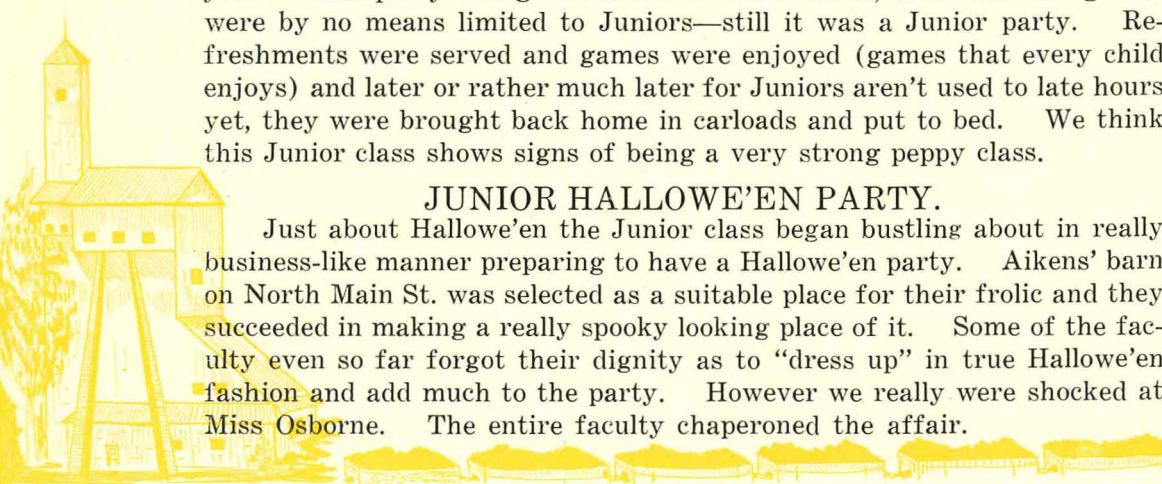 were by no means limited to Juniors—still it was a Junior party. Re-
freshments were served and games were enjoyed (games that every child
enjoys) and later or rather much later for Juniors aren't used to late hours
yet, they were brought back home in carloads and put to bed. We think
this Junior class shows signs of being a very strong peppy class.
JUNIOR HALLOWE'EN PARTY.
Just about Hallowe'en the Junior class began bustling about in really
business-like manner preparing to have a Hallowe'en party. Aikens' barn
on North Main St. was selected as a suitable place for their frolic and they
succeeded in making a really spooky looking place of it. Some of the fac-
ulty even so far forgot their dignity as to “dress up” in true Hallowe'en
fashion and add much to the party. However we really were shocked at
Miss Osborne. The entire faculty chaperoned the affair.